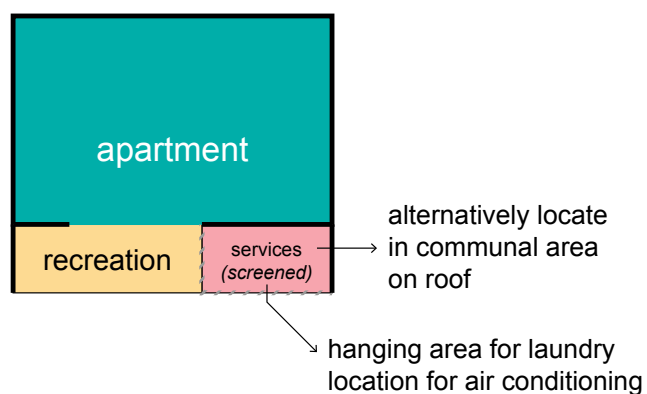 apartment
recreation
services
(screened)
alternatively locate
in communal area
on roof
hanging area for laundry
location for air conditioning